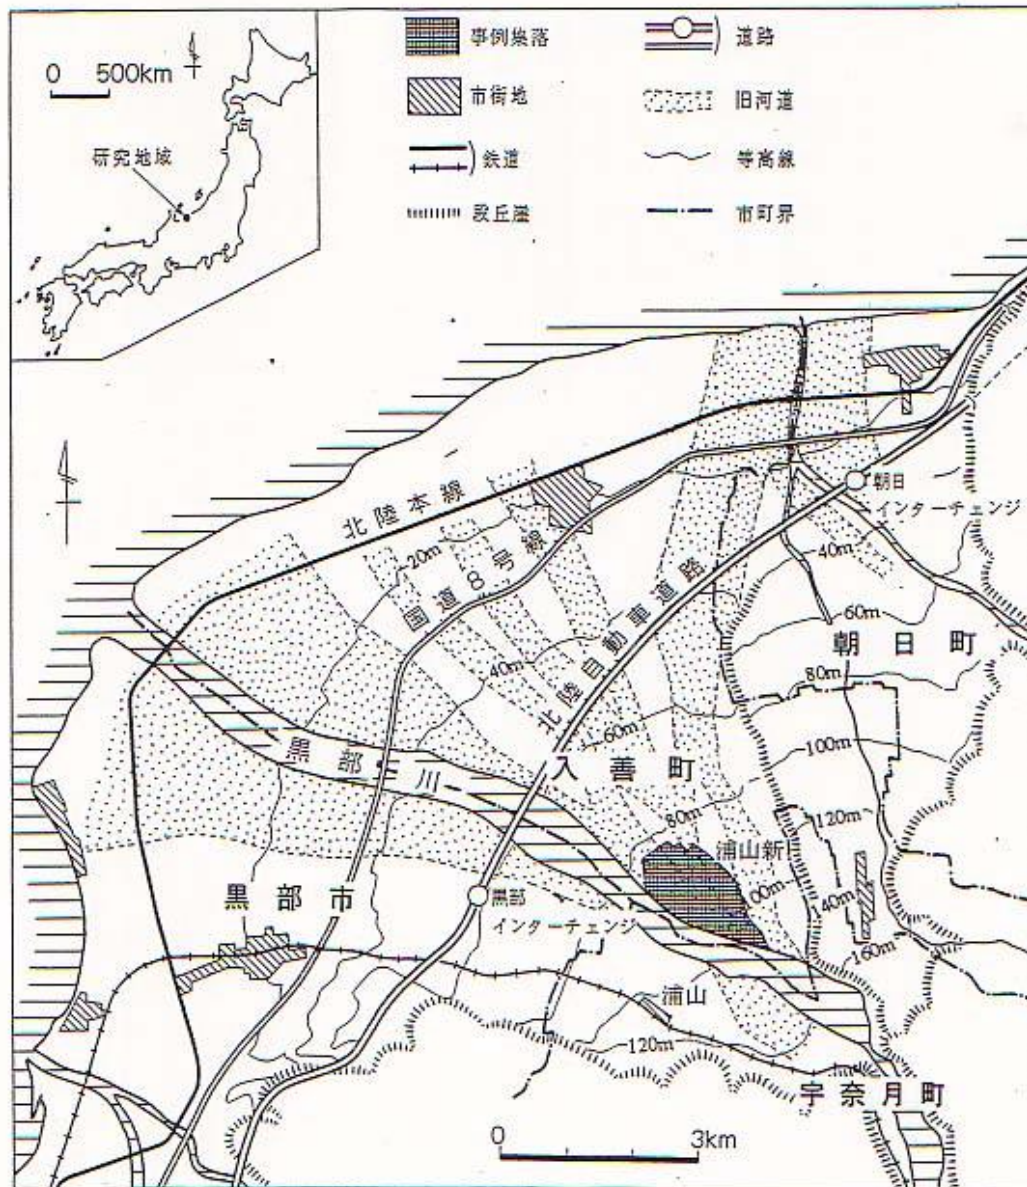 0 500km
研究地域
事例集落
市街地
鉄道
段丘崖
道路
旧河道
等高線
市町界
北陸本線
国道8号線
北陸自動車道路
朝日
インターチェンジ
20m
40m
60m
40m
60m
朝日町
80m
100m
120m
黒部川
入善町
80m
浦山新
00m
40m
160m
黒部市
黒部
インターチェンジ
浦山
120m
宇奈月町
0 3km